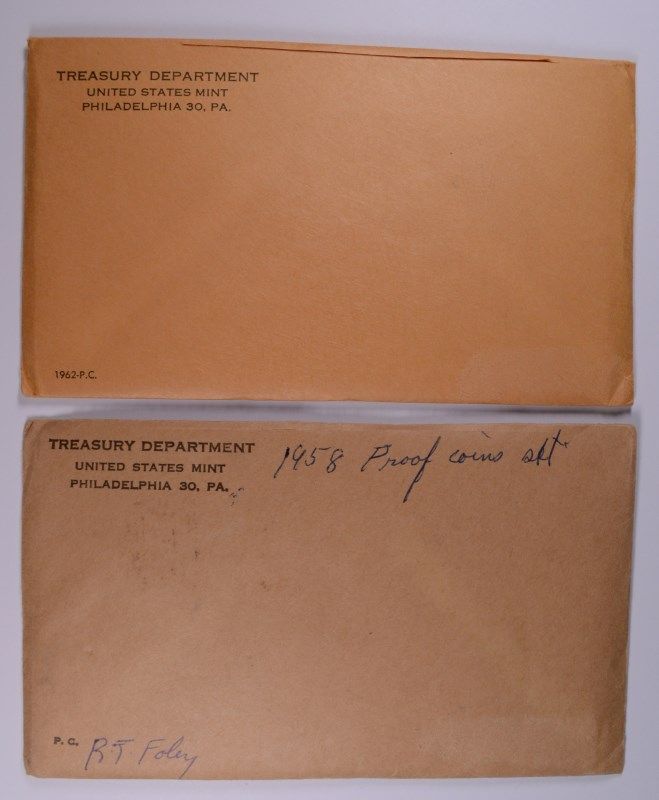 TREASURY DEPARTMENT
UNITED STATES MINT
PHILADELPHIA 30, PA.
1962-P.C.
TREASURY DEPARTMENT
UNITED STATES MINT
PHILADELPHIA 30, PA.
1958 Proof coins set
P. C.
R.T. Foley